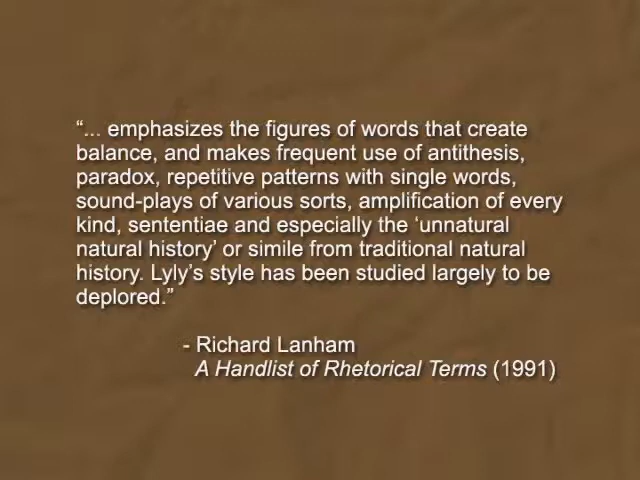 “... emphasizes the figures of words that create
balance, and makes frequent use of antithesis,
paradox, repetitive patterns with single words,
sound-plays of various sorts, amplification of every
kind, sententiae and especially the ‘unnatural
natural history’ or simile from traditional natural
history. Lyly’s style has been studied largely to be
deplored.”
- Richard Lanham
A Handlist of Rhetorical Terms (1991)